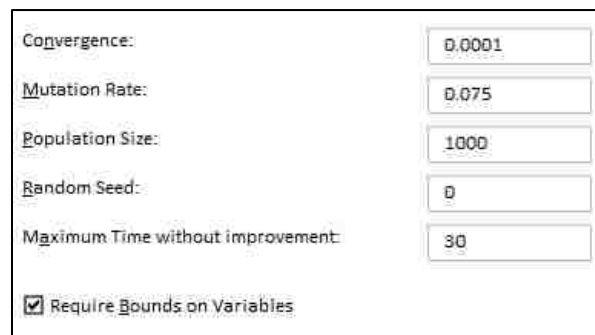 Convergence: 0.0001
Mutation Rate: 0.075
Population Size: 1000
Random Seed: 0
Maximum Time without improvement: 30
Require Bounds on Variables